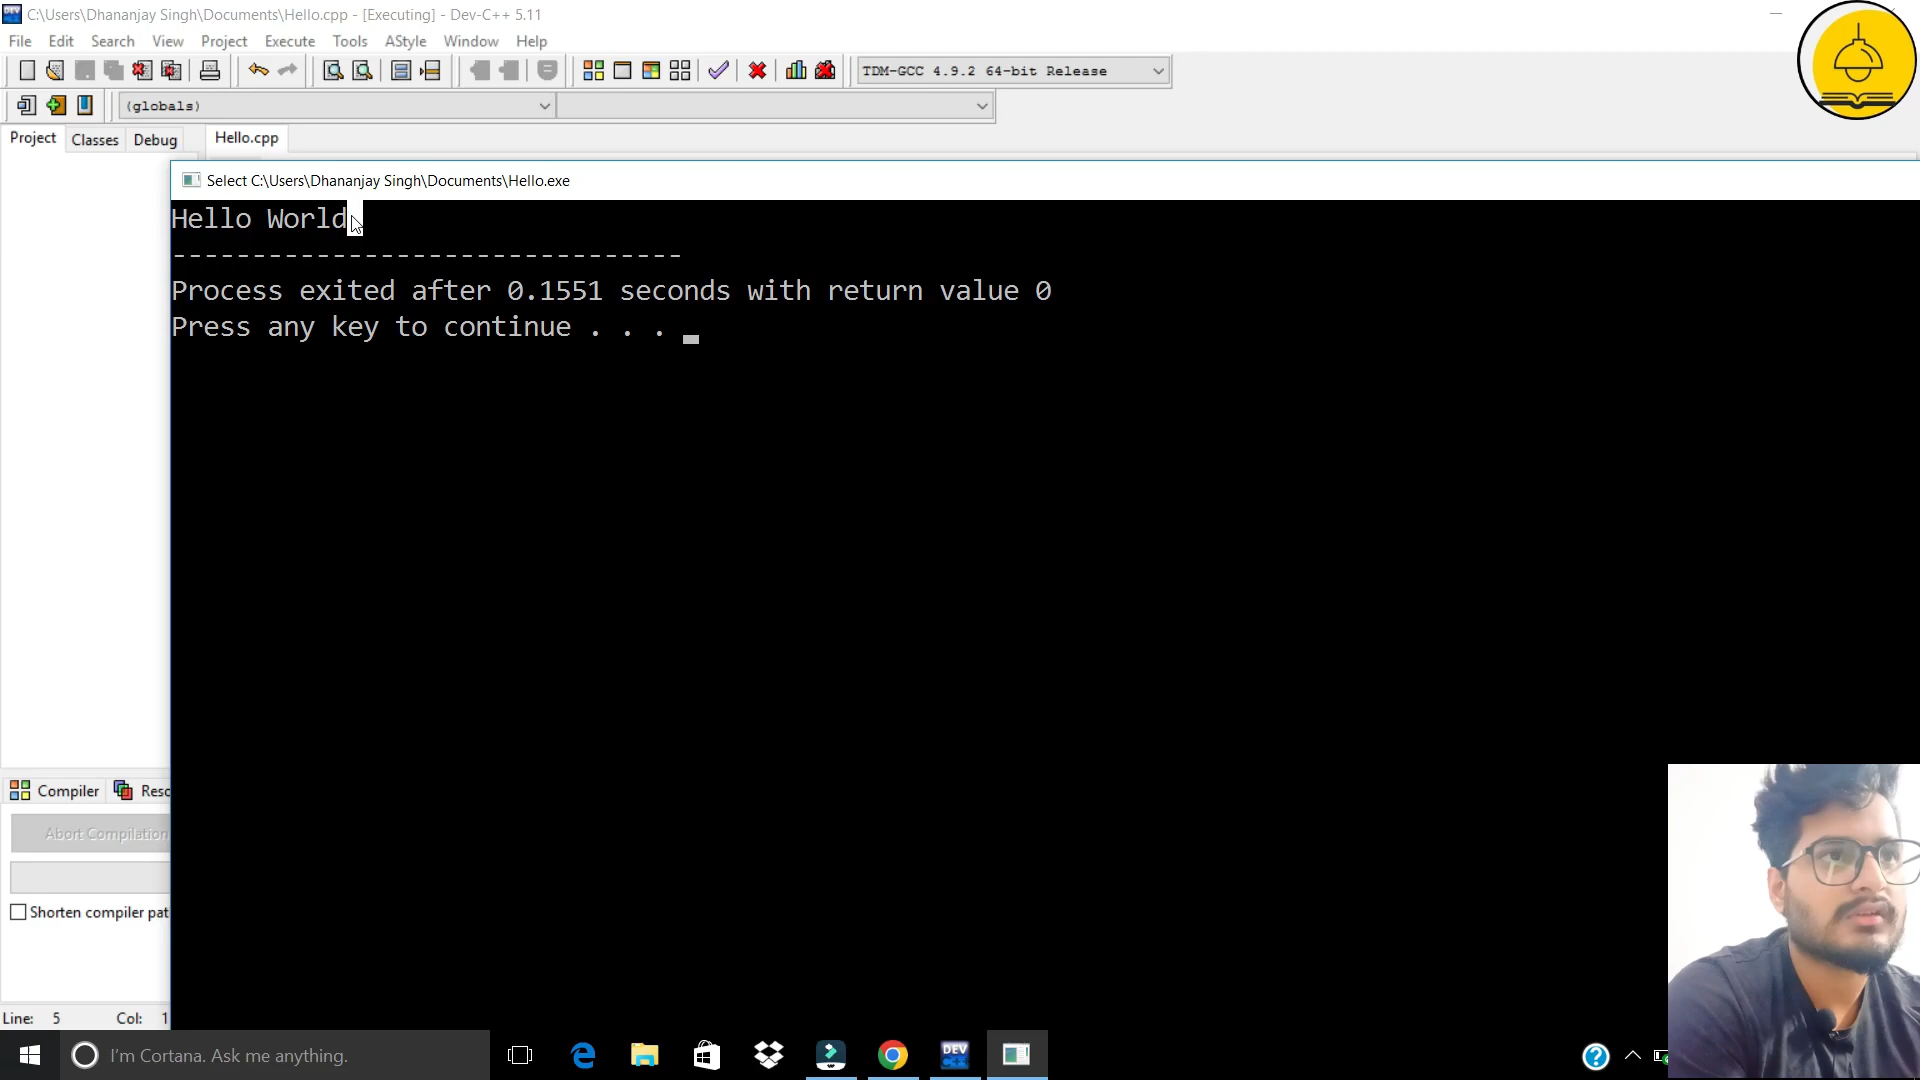 C:\Users\Dhananjay Singh\Documents\Hello.cpp - [Executing] - Dev-C++ 5.11
File Edit Search View Project Execute Tools AStyle Window Help
TDM-GCC 4.9.2 64-bit Release
(globals)
Project Classes Debug Hello.cpp
Select C:\Users\Dhananjay Singh\Documents\Hello.exe
Hello World
--------------------------------
Process exited after 0.1551 seconds with return value 0
Press any key to continue . . .
Compiler Resc
Abort Compilation
Shorten compiler pat
Line: 5 Col: 1
I'm Cortana. Ask me anything.
DEV